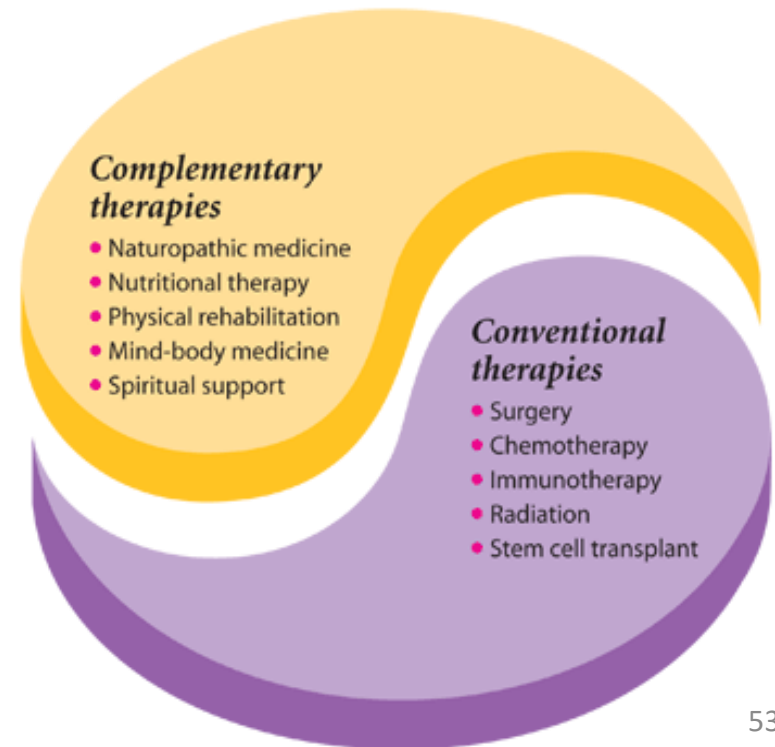 Complementary
therapies
• Naturopathic medicine
• Nutritional therapy
• Physical rehabilitation
• Mind-body medicine
• Spiritual support
Conventional
therapies
• Surgery
• Chemotherapy
• Immunotherapy
• Radiation
• Stem cell transplant
53